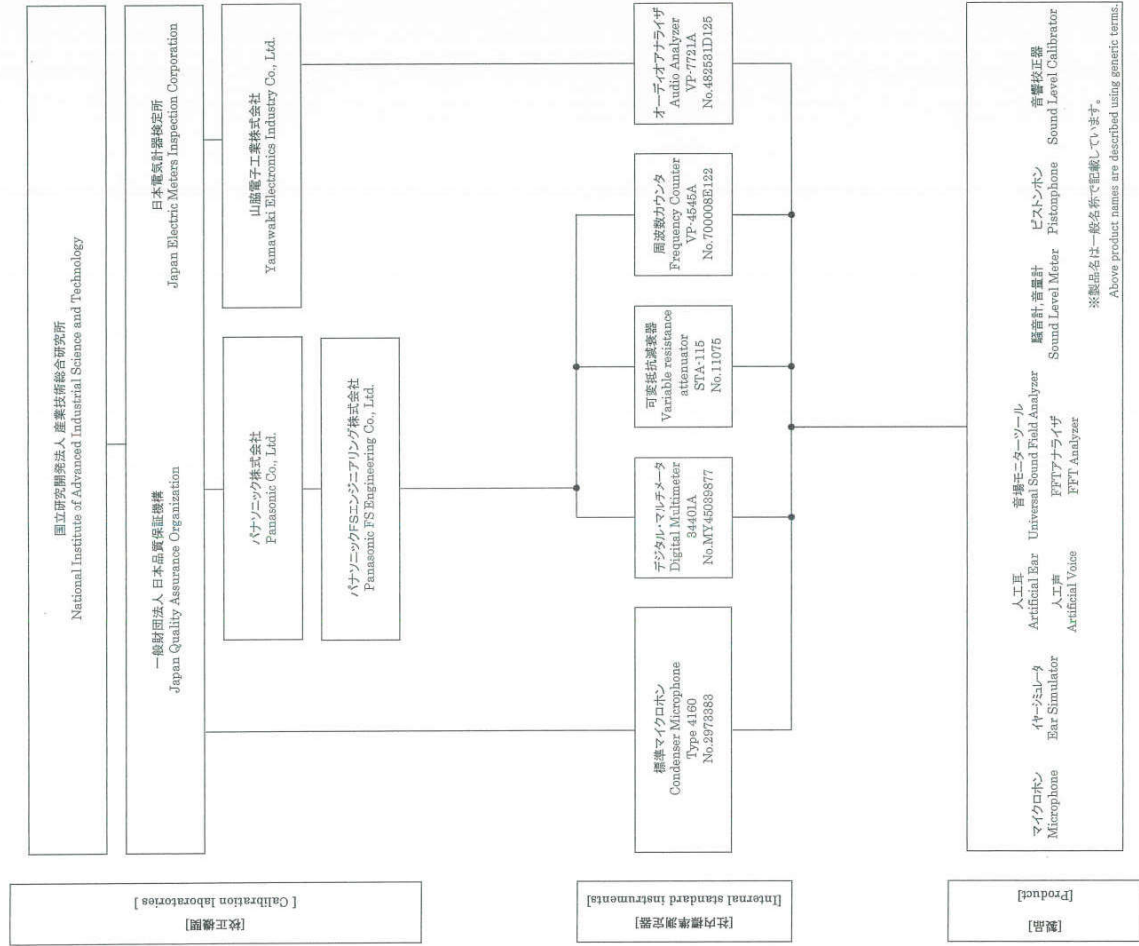 [校正機関]
[ Calibration laboratories ]
国立研究開発法人 産業技術総合研究所
National Institute of Advanced Industrial Science and Technology
一般財団法人 日本品質保証機構
Japan Quality Assurance Organization
日本電気計器検定所
Japan Electric Meters Inspection Corporation
パナソニック株式会社
Panasonic Co., Ltd.
山脇電子工業株式会社
Yamawaki Electronics Industry Co., Ltd.
パナソニックFSエンジニアリング株式会社
Panasonic FS Engineering Co., Ltd.
[社内標準測定器]
[Internal standard instruments]
標準マイクロホン
Condenser Microphone
Type 4160
No.2973383
デジタル・マルチメータ
Digital Multimeter
34401A
No.MY45039877
可変抵抗減衰器
Variable resistance
attenuator
STA-115
No.11075
周波数カウンタ
Frequency Counter
VP-4545A
No.700008E122
オーディオアナライザ
Audio Analyzer
VP-7721A
No.482531D125
[製品]
[Product]
マイクロホン
Microphone
イヤーシミュレータ
Ear Simulator
人工耳
Artificial Ear
人工声
Artificial Voice
音場モニターツール
Universal Sound Field Analyzer
FFTアナライザ
FFT Analyzer
騒音計,音量計
Sound Level Meter
ピストンホン
Pistonphone
音響校正器
Sound Level Calibrator
※製品名は一般名称で記載しています。
Above product names are described using generic terms.